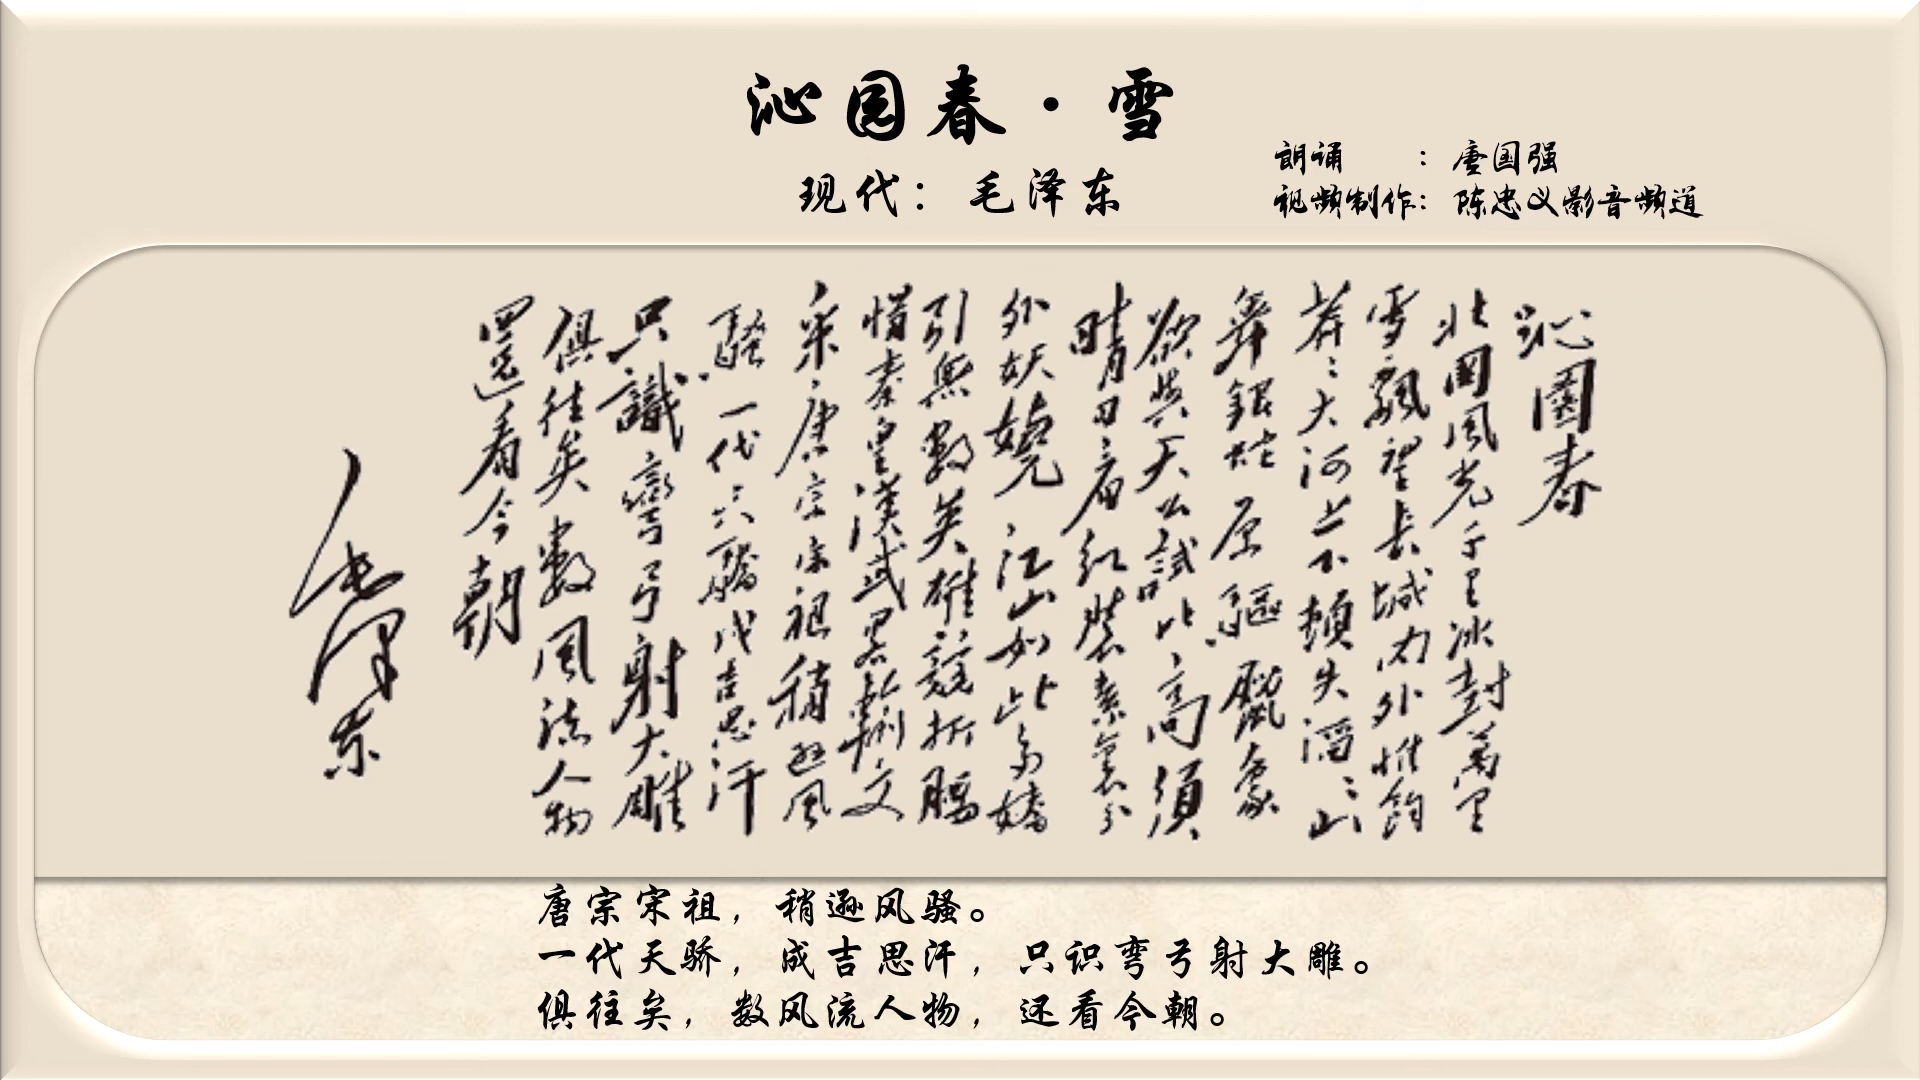 沁园春·雪
现代：毛泽东
朗诵：唐国强
视频制作：陈忠义影音频道
沁園春
北國風光千里冰封萬里
雪飄望長城内外惟餘
莽〻大河上下頓失滔〻山
舞銀蛇原驅臘象
欲與天公試比高須
晴日看紅裝素裹分
外妖嬈江山如此多嬌
引無數英雄競折腰
惜秦皇漢武略輸文
采唐宗宋祖稍遜風
騷一代天驕成吉思汗
只識彎弓射大雕
俱往矣數風流人物
還看今朝
毛澤東
唐宗宋祖，稍逊风骚。
一代天骄，成吉思汗，只识弯弓射大雕。
俱往矣，数风流人物，还看今朝。